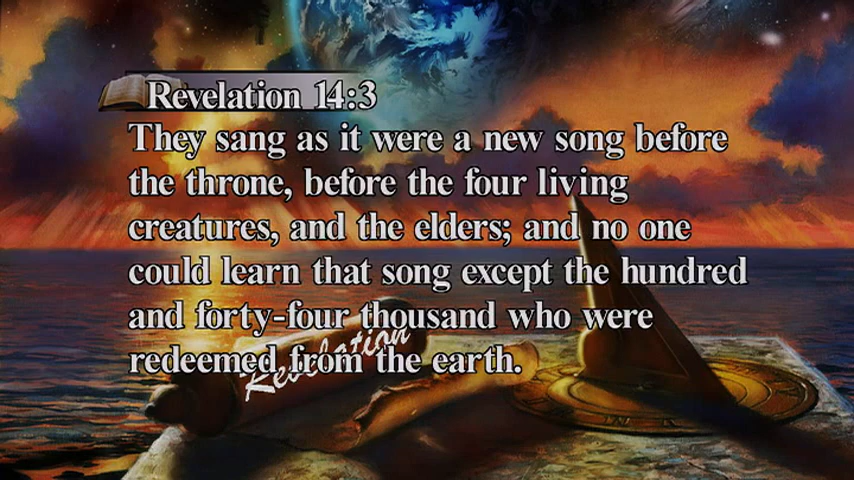 Revelation 14:3
They sang as it were a new song before
the throne, before the four living
creatures, and the elders; and no one
could learn that song except the hundred
and forty-four thousand who were
redeemed from the earth.
Revelation